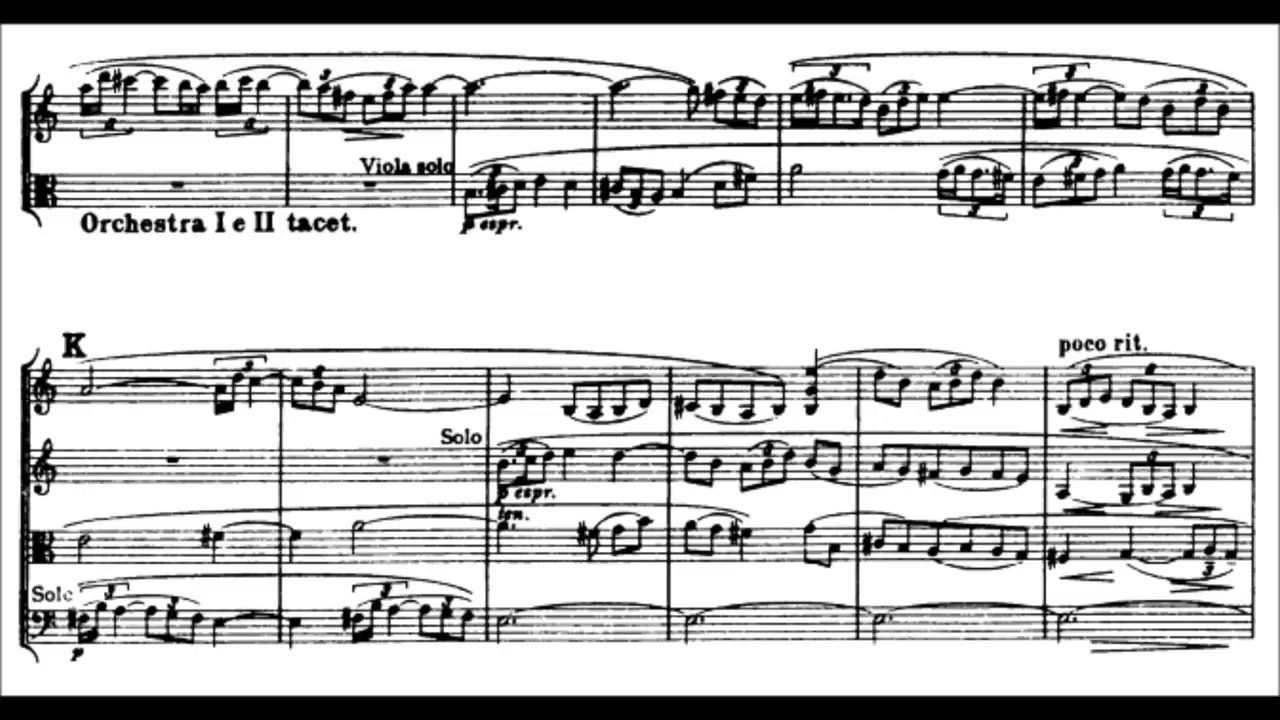 Viola solo
Orchestra I e II tacet.
p espr.
K
poco rit.
Solo
p espr.
ten.
Solo
p